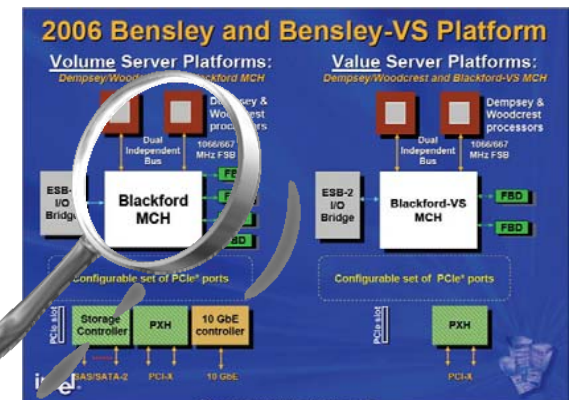 2006 Bensley and Bensley-VS Platform
Volume Server Platforms:
Dempsey/Woodcrest Blackford MCH
Dempsey &
Woodcrest
processors
Dual
Independent
Bus
1066/667
MHz FSB
ESB-
I/O
Bridge
Blackford
MCH
FBD
Configurable set of PCIe* ports
PCIe slot
Storage
Controller
PXH
10 GbE
controller
SAS/SATA-2
PCI-X
10 GbE
Value Server Platforms:
Dempsey/Woodcrest and Blackford-VS MCH
Dempsey &
Woodcrest
processors
Dual
Independent
Bus
1066/667
MHz FSB
ESB-2
I/O
Bridge
Blackford-VS
MCH
FBD
FBD
Configurable set of PCIe* ports
PCIe slot
PXH
PCI-X
intel